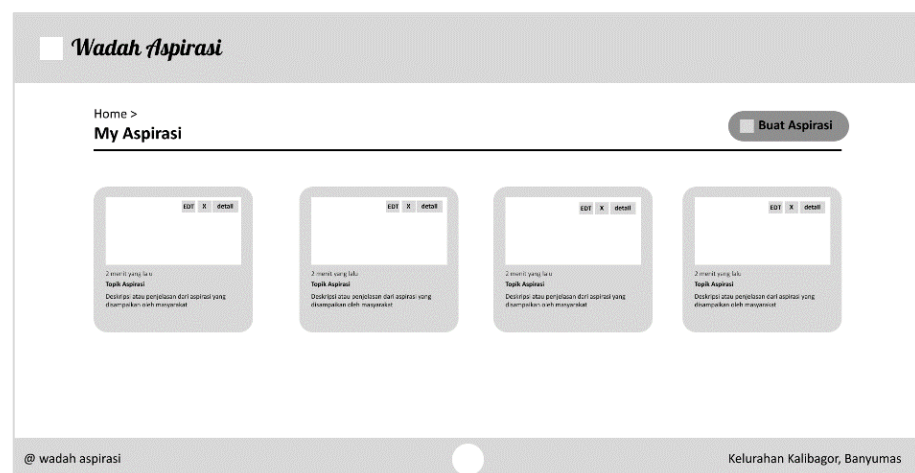 Wadah Aspirasi
Home >
My Aspirasi
Buat Aspirasi
EDT X detail
2 menit yang lalu
Topik Aspirasi
Deskripsi atau penjelasan dari aspirasi yang
disampaikan oleh masyarakat
EDT X detail
2 menit yang lalu
Topik Aspirasi
Deskripsi atau penjelasan dari aspirasi yang
disampaikan oleh masyarakat
EDT X detail
2 menit yang lalu
Topik Aspirasi
Deskripsi atau penjelasan dari aspirasi yang
disampaikan oleh masyarakat
EDT X detail
2 menit yang lalu
Topik Aspirasi
Deskripsi atau penjelasan dari aspirasi yang
disampaikan oleh masyarakat
@ wadah aspirasi
Kelurahan Kalibagor, Banyumas